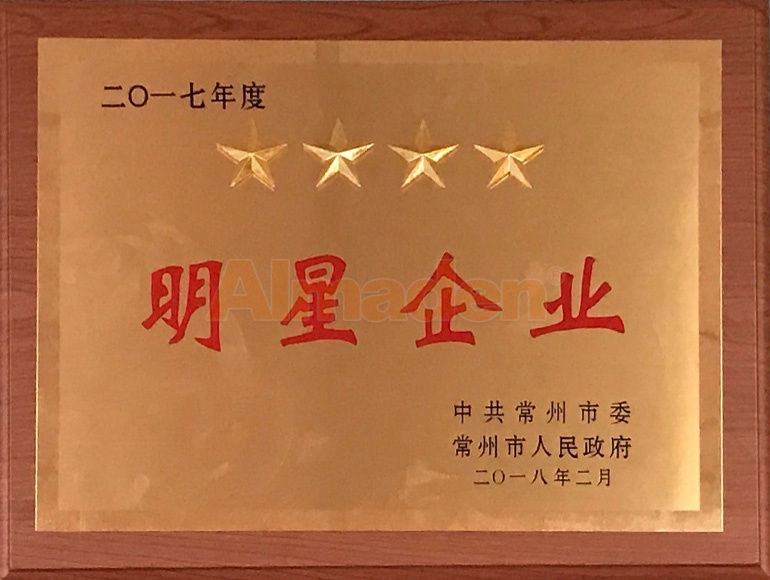 二〇一七年度
明星企业
Almaden
中共常州市委
常州市人民政府
二〇一八年二月